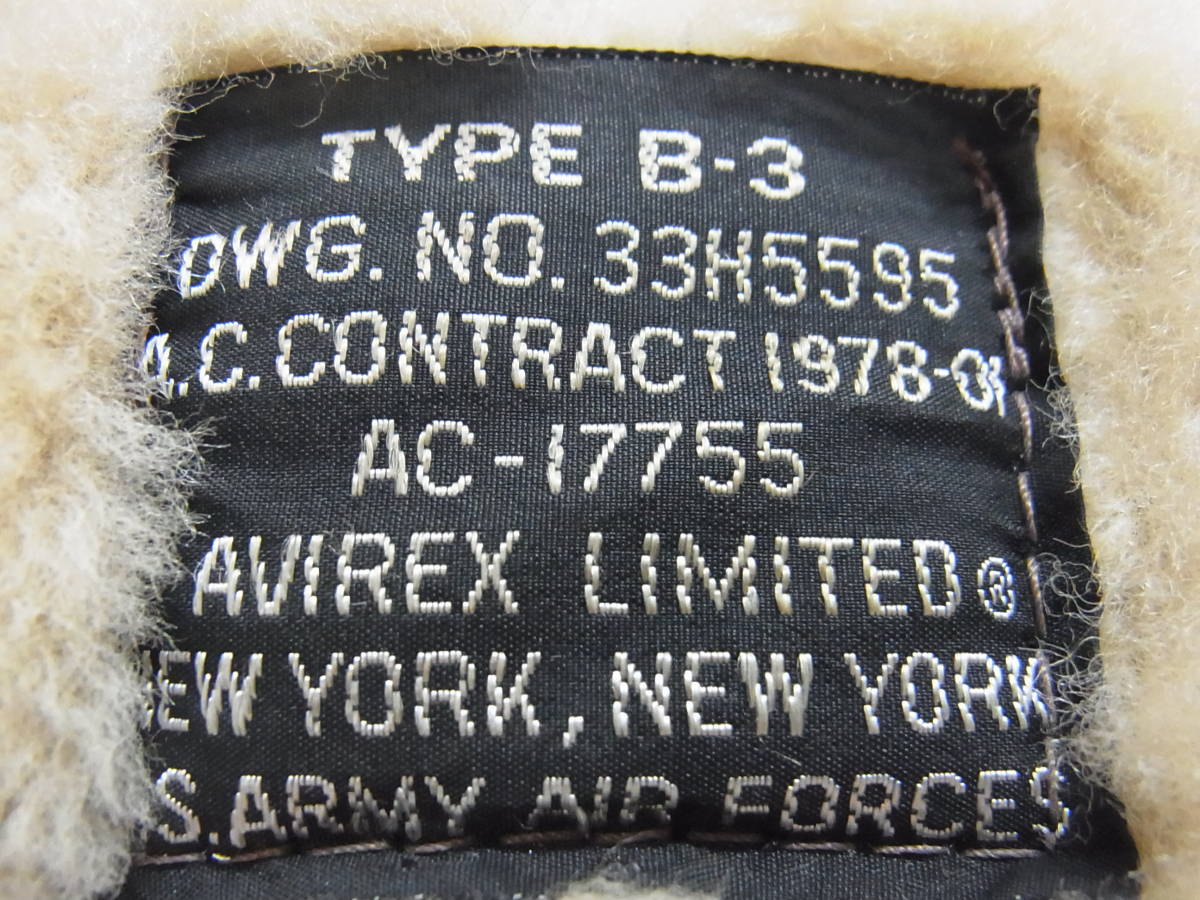 TYPE B-3
DWG. NO. 33H5595
A.C. CONTRACT 1978-01
AC-17755
AVIREX LIMITED®
NEW YORK, NEW YORK
S. ARMY AIR FORCES